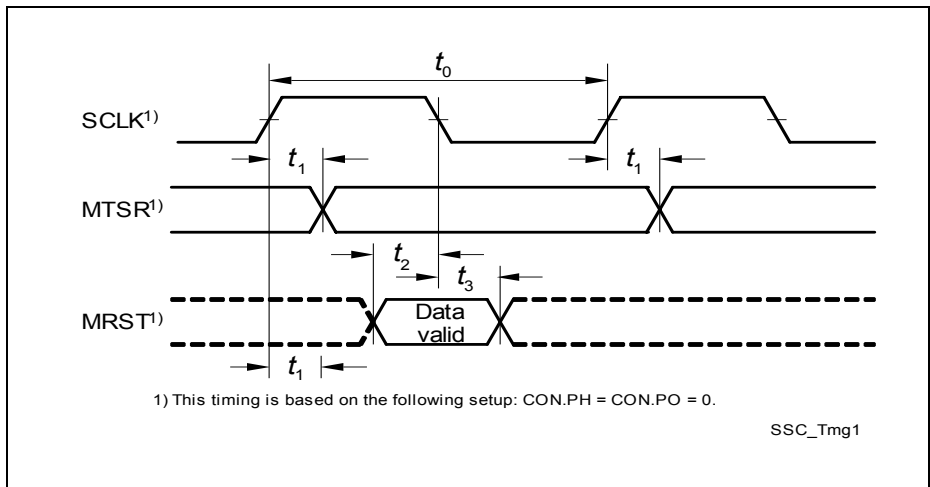 t₀
SCLK¹⁾
t₁
t₁
MTSR¹⁾
t₂
t₃
MRST¹⁾
Data
valid
t₁
1) This timing is based on the following setup: CON.PH = CON.PO = 0.
SSC_Tmg1